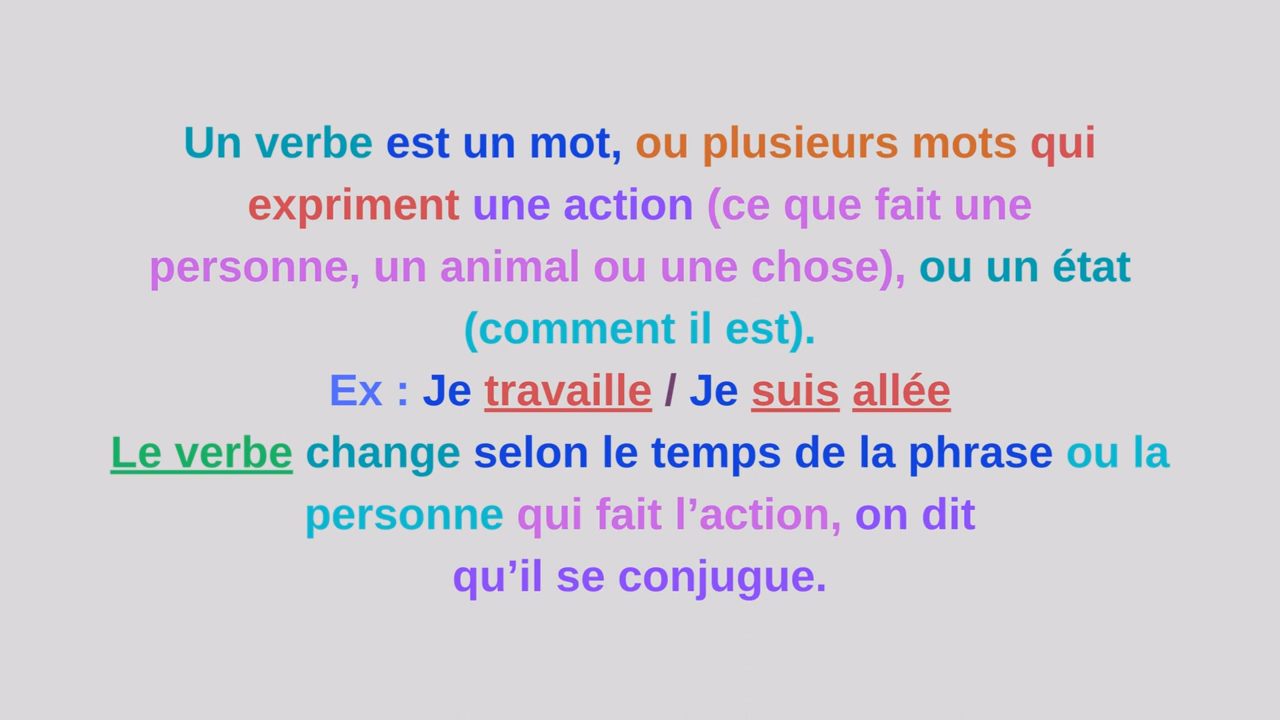 Un verbe est un mot, ou plusieurs mots qui
expriment une action (ce que fait une
personne, un animal ou une chose), ou un état
(comment il est).
Ex : Je travaille / Je suis allée
Le verbe change selon le temps de la phrase ou la
personne qui fait l’action, on dit
qu’il se conjugue.